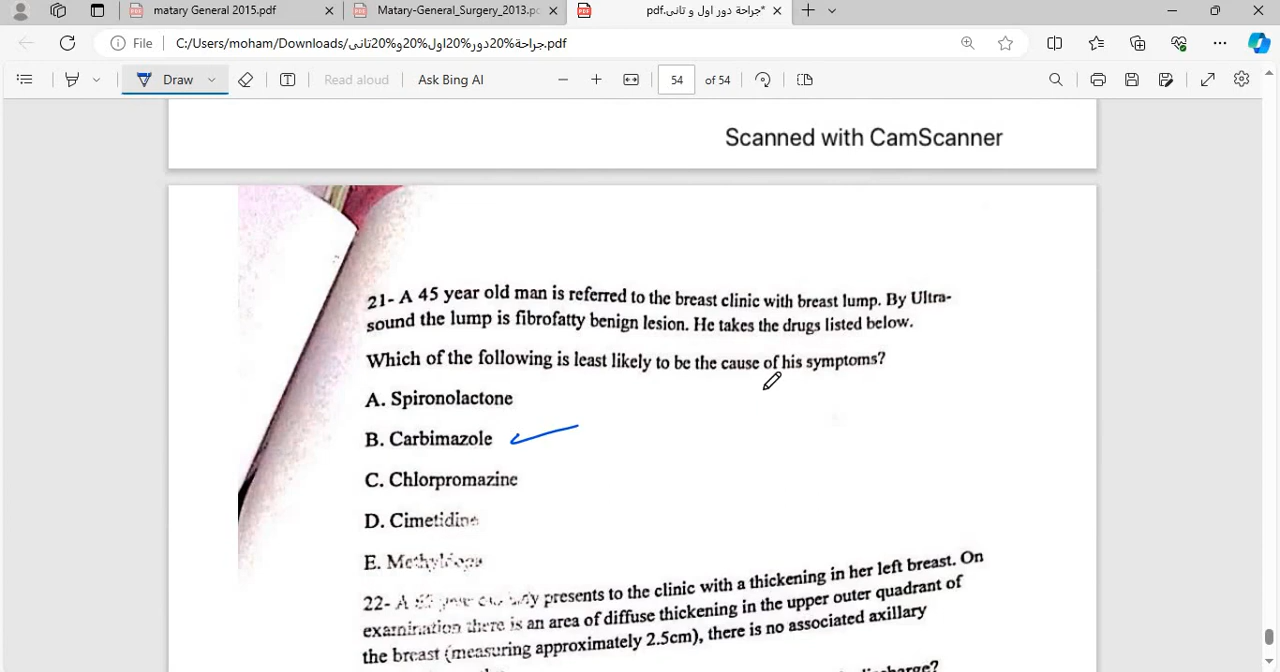 matary General 2015.pdf
Matary-General_Surgery_2013.pc
جراحة دور اول و تانى.pdf*
File C:/Users/moham/Downloads/جراحة%20دور%20اول%20و%20تانى.pdf
Draw
Read aloud
Ask Bing AI
54 of 54
Scanned with CamScanner
21- A 45 year old man is referred to the breast clinic with breast lump. By Ultra-
sound the lump is fibrofatty benign lesion. He takes the drugs listed below.
Which of the following is least likely to be the cause of his symptoms?
A. Spironolactone
B. Carbimazole
C. Chlorpromazine
D. Cimetidine
E. Methyldopa
22- A year presents to the clinic with a thickening in her left breast. On
examination there is an area of diffuse thickening in the upper outer quadrant of
the breast (measuring approximately 2.5cm), there is no associated axillary
discharge?